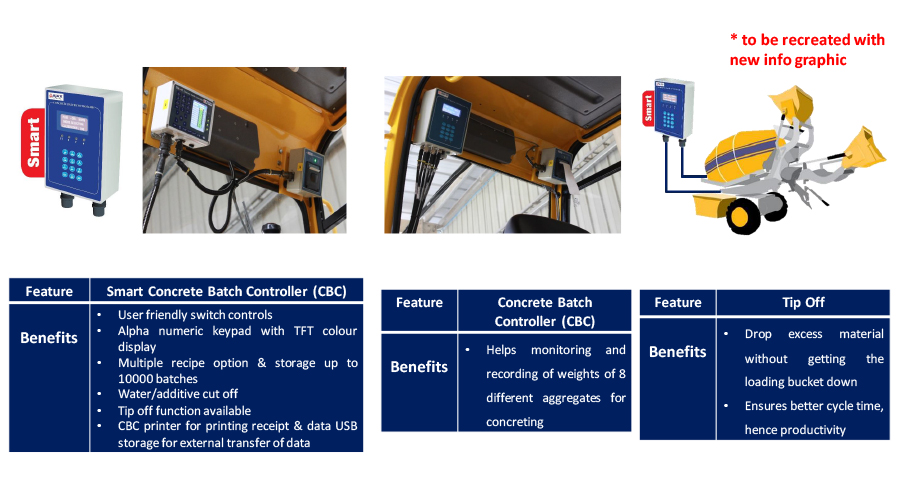 * to be recreated with
new info graphic
Smart
Smart
Feature
Smart Concrete Batch Controller (CBC)
Benefits
• User friendly switch controls
• Alpha numeric keypad with TFT colour
display
• Multiple recipe option & storage up to
10000 batches
• Water/additive cut off
• Tip off function available
• CBC printer for printing receipt & data USB
storage for external transfer of data
Feature
Concrete Batch
Controller (CBC)
Benefits
• Helps monitoring and
recording of weights of 8
different aggregates for
concreting
Feature
Tip Off
Benefits
• Drop excess material
without getting the
loading bucket down
• Ensures better cycle time,
hence productivity